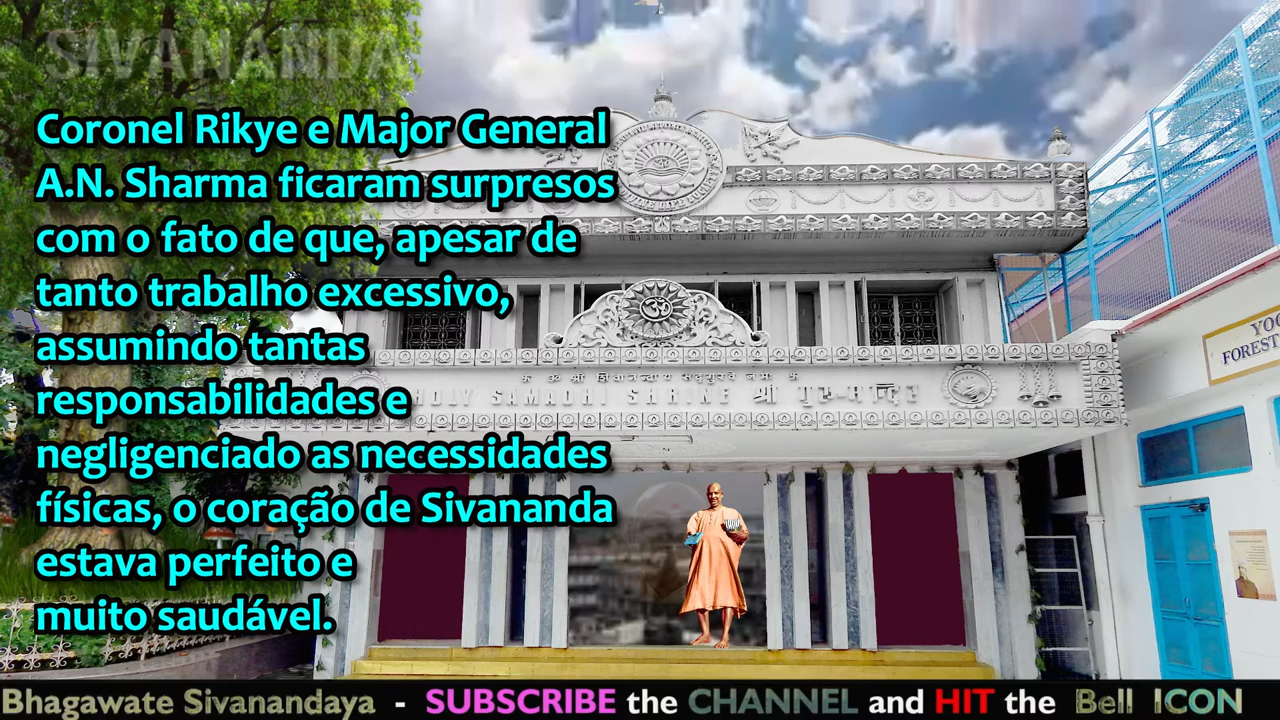 SIVANANDA
Coronel Rikye e Major General
A.N. Sharma ficaram surpresos
com o fato de que, apesar de
tanto trabalho excessivo,
assumindo tantas
responsabilidades e
negligenciado as necessidades
físicas, o coração de Sivananda
estava perfeito e
muito saudável.
ॐ
HOLY SAMADHI SHRINE
YOG
FOREST
Bhagawate Sivanandaya - SUBSCRIBE the CHANNEL and HIT the Bell ICON